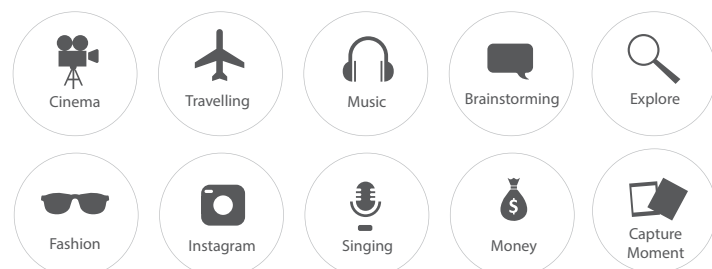 Cinema
Travelling
Music
Brainstorming
Explore
Fashion
Instagram
Singing
$
Money
Capture
Moment